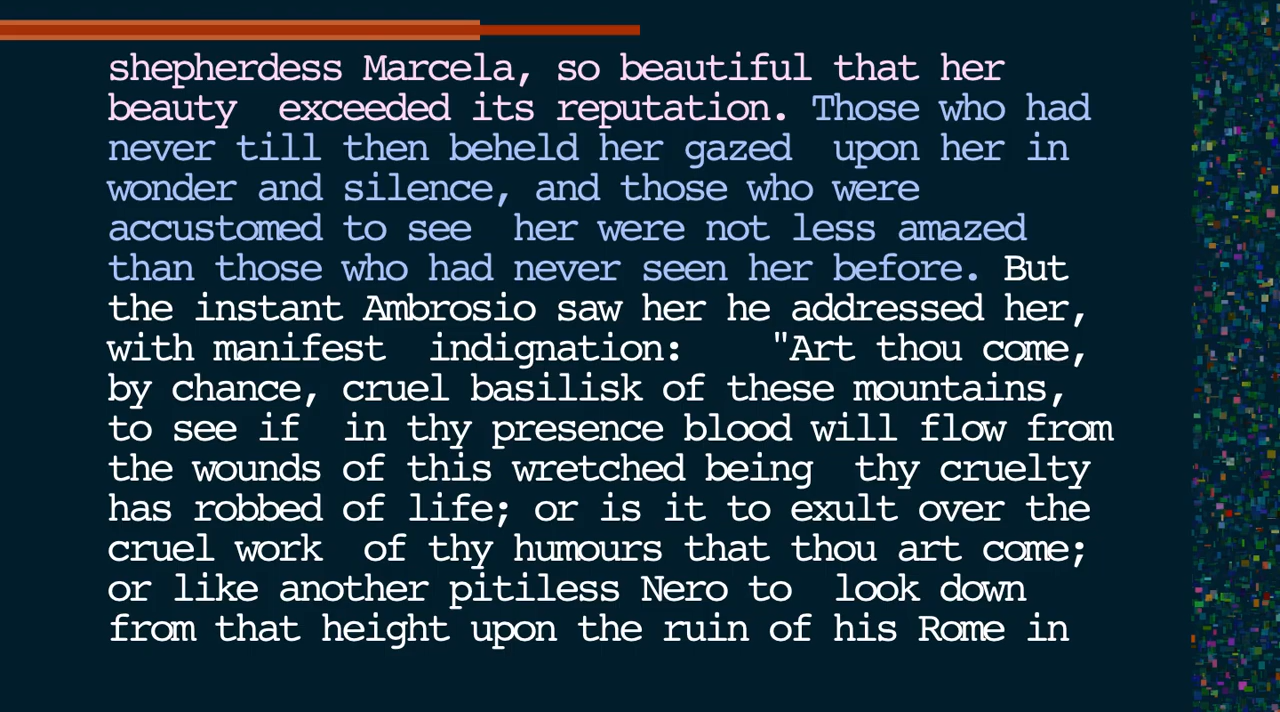 shepherdess Marcela, so beautiful that her
beauty  exceeded its reputation. Those who had
never till then beheld her gazed  upon her in
wonder and silence, and those who were
accustomed to see  her were not less amazed
than those who had never seen her before. But
the instant Ambrosio saw her he addressed her,
with manifest  indignation:    "Art thou come,
by chance, cruel basilisk of these mountains,
to see if  in thy presence blood will flow from
the wounds of this wretched being  thy cruelty
has robbed of life; or is it to exult over the
cruel work  of thy humours that thou art come;
or like another pitiless Nero to  look down
from that height upon the ruin of his Rome in